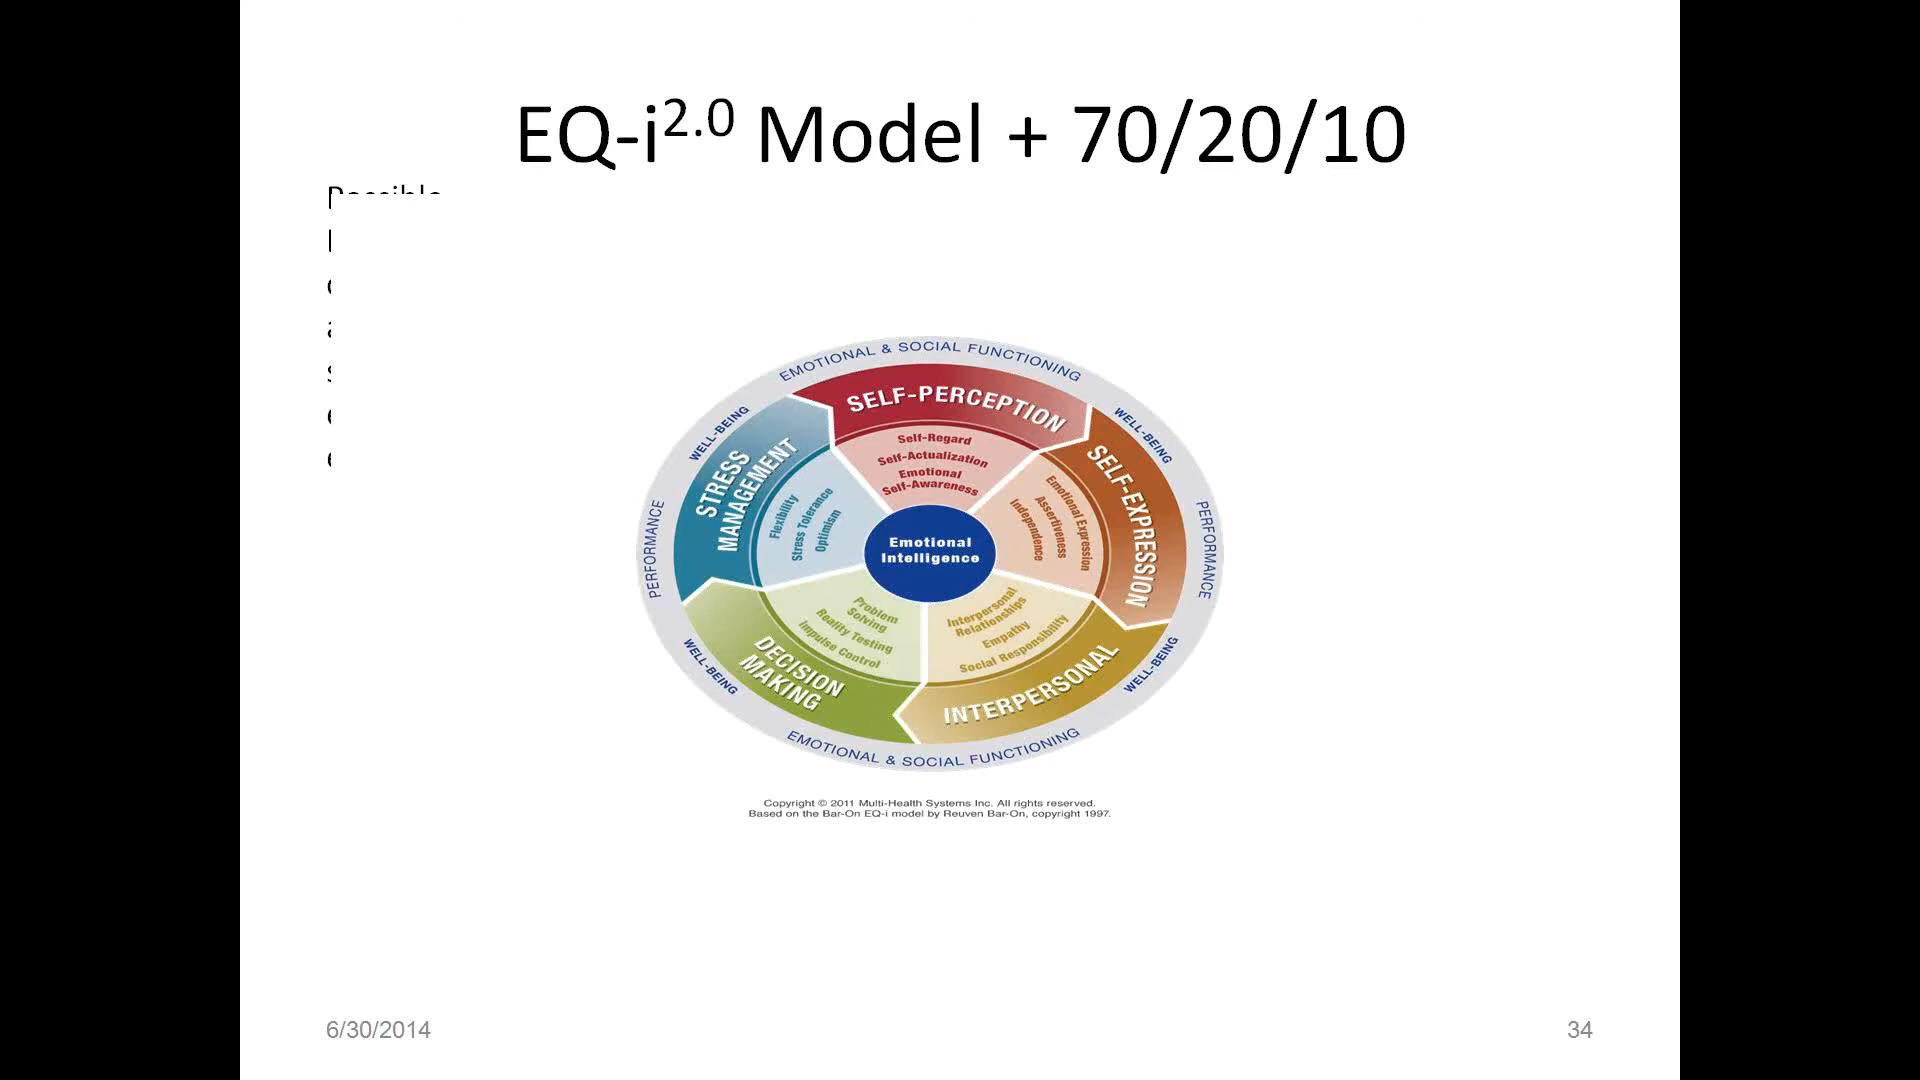 EQ-i2.0 Model + 70/20/10
EMOTIONAL & SOCIAL FUNCTIONING
WELL-BEING
WELL-BEING
PERFORMANCE
PERFORMANCE
WELL-BEING
WELL-BEING
EMOTIONAL & SOCIAL FUNCTIONING
SELF-PERCEPTION
Self-Regard
Self-Actualization
Emotional
Self-Awareness
SELF-EXPRESSION
Emotional Expression
Assertiveness
Independence
INTERPERSONAL
Interpersonal
Relationships
Empathy
Social Responsibility
DECISION
MAKING
Problem
Solving
Reality Testing
Impulse Control
STRESS
MANAGEMENT
Flexibility
Stress Tolerance
Optimism
Emotional
Intelligence
Copyright © 2011 Multi-Health Systems Inc. All rights reserved.
Based on the Bar-On EQ-i model by Reuven Bar-On, copyright 1997.
6/30/2014
34